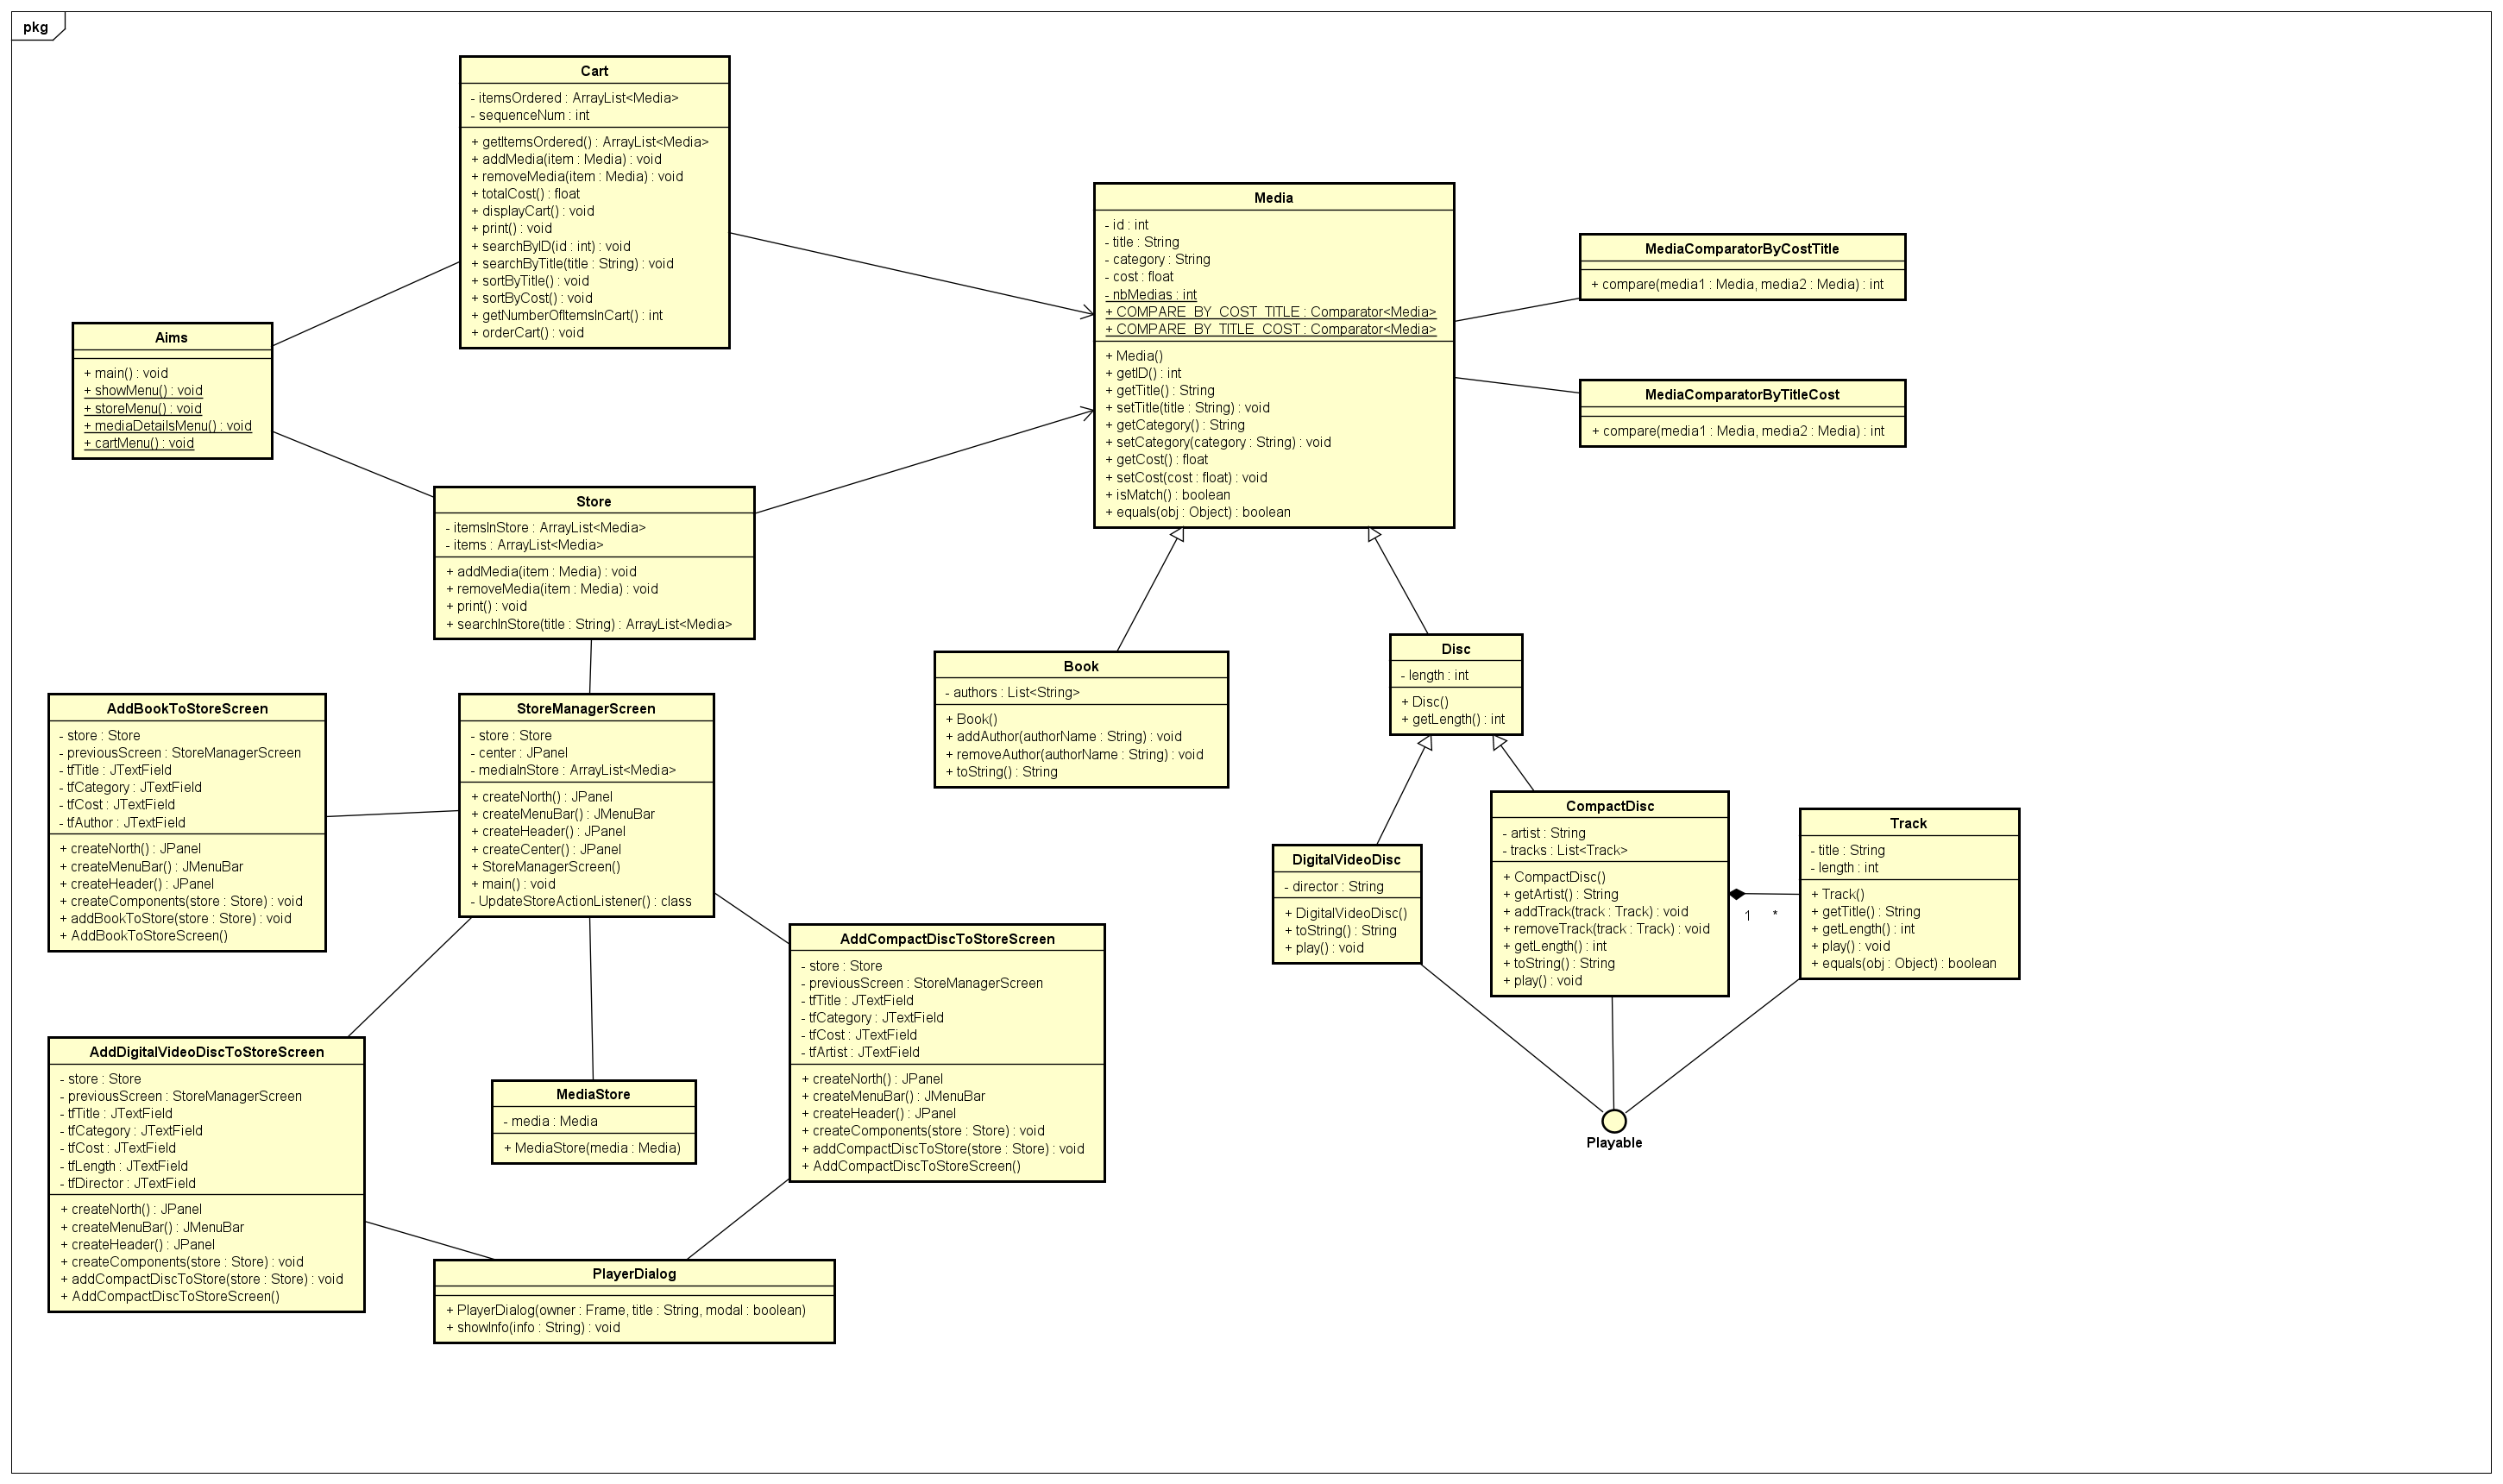 pkg
Cart
- itemsOrdered : ArrayList<Media>
- sequenceNum : int
+ getItemsOrdered() : ArrayList<Media>
+ addMedia(item : Media) : void
+ removeMedia(item : Media) : void
+ totalCost() : float
+ displayCart() : void
+ print() : void
+ searchByID(id : int) : void
+ searchByTitle(title : String) : void
+ sortByTitle() : void
+ sortByCost() : void
+ getNumberOfItemsInCart() : int
+ orderCart() : void
Media
- id : int
- title : String
- category : String
- cost : float
- nbMedias : int
+ COMPARE_BY_COST_TITLE : Comparator<Media>
+ COMPARE_BY_TITLE_COST : Comparator<Media>
+ Media()
+ getID() : int
+ getTitle() : String
+ setTitle(title : String) : void
+ getCategory() : String
+ setCategory(category : String) : void
+ getCost() : float
+ setCost(cost : float) : void
+ isMatch() : boolean
+ equals(obj : Object) : boolean
MediaComparatorByCostTitle
+ compare(media1 : Media, media2 : Media) : int
MediaComparatorByTitleCost
+ compare(media1 : Media, media2 : Media) : int
Aims
+ main() : void
+ showMenu() : void
+ storeMenu() : void
+ mediaDetailsMenu() : void
+ cartMenu() : void
Store
- itemsInStore : ArrayList<Media>
- items : ArrayList<Media>
+ addMedia(item : Media) : void
+ removeMedia(item : Media) : void
+ print() : void
+ searchInStore(title : String) : ArrayList<Media>
Book
- authors : List<String>
+ Book()
+ addAuthor(authorName : String) : void
+ removeAuthor(authorName : String) : void
+ toString() : String
Disc
- length : int
+ Disc()
+ getLength() : int
AddBookToStoreScreen
- store : Store
- previousScreen : StoreManagerScreen
- tfTitle : JTextField
- tfCategory : JTextField
- tfCost : JTextField
- tfAuthor : JTextField
+ createNorth() : JPanel
+ createMenuBar() : JMenuBar
+ createHeader() : JPanel
+ createComponents(store : Store) : void
+ addBookToStore(store : Store) : void
+ AddBookToStoreScreen()
StoreManagerScreen
- store : Store
- center : JPanel
- mediaInStore : ArrayList<Media>
+ createNorth() : JPanel
+ createMenuBar() : JMenuBar
+ createHeader() : JPanel
+ createCenter() : JPanel
+ StoreManagerScreen()
+ main() : void
- UpdateStoreActionListener() : class
DigitalVideoDisc
- director : String
+ DigitalVideoDisc()
+ toString() : String
+ play() : void
CompactDisc
- artist : String
- tracks : List<Track>
+ CompactDisc()
+ getArtist() : String
+ addTrack(track : Track) : void
+ removeTrack(track : Track) : void
+ getLength() : int
+ toString() : String
+ play() : void
1 *
Track
- title : String
- length : int
+ Track()
+ getTitle() : String
+ getLength() : int
+ play() : void
+ equals(obj : Object) : boolean
AddCompactDiscToStoreScreen
- store : Store
- previousScreen : StoreManagerScreen
- tfTitle : JTextField
- tfCategory : JTextField
- tfCost : JTextField
- tfArtist : JTextField
+ createNorth() : JPanel
+ createMenuBar() : JMenuBar
+ createHeader() : JPanel
+ createComponents(store : Store) : void
+ addCompactDiscToStore(store : Store) : void
+ AddCompactDiscToStoreScreen()
AddDigitalVideoDiscToStoreScreen
- store : Store
- previousScreen : StoreManagerScreen
- tfTitle : JTextField
- tfCategory : JTextField
- tfCost : JTextField
- tfLength : JTextField
- tfDirector : JTextField
+ createNorth() : JPanel
+ createMenuBar() : JMenuBar
+ createHeader() : JPanel
+ createComponents(store : Store) : void
+ addCompactDiscToStore(store : Store) : void
+ AddCompactDiscToStoreScreen()
MediaStore
- media : Media
+ MediaStore(media : Media)
Playable
PlayerDialog
+ PlayerDialog(owner : Frame, title : String, modal : boolean)
+ showInfo(info : String) : void